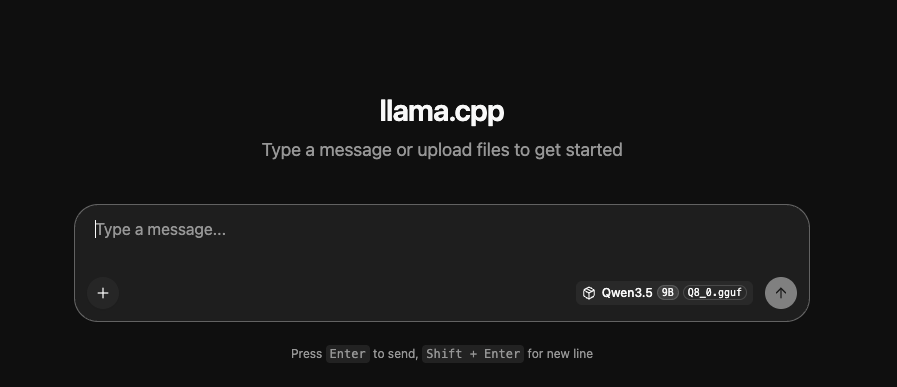 llama.cpp
Type a message or upload files to get started
Type a message...
Qwen3.5 9B Q8_0.gguf
Press Enter to send, Shift + Enter for new line